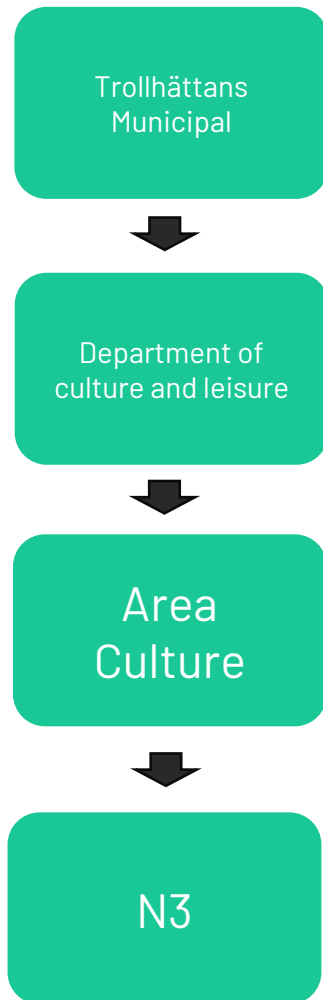 Trollhättans
Municipal
Department of
culture and leisure
Area
Culture
N3